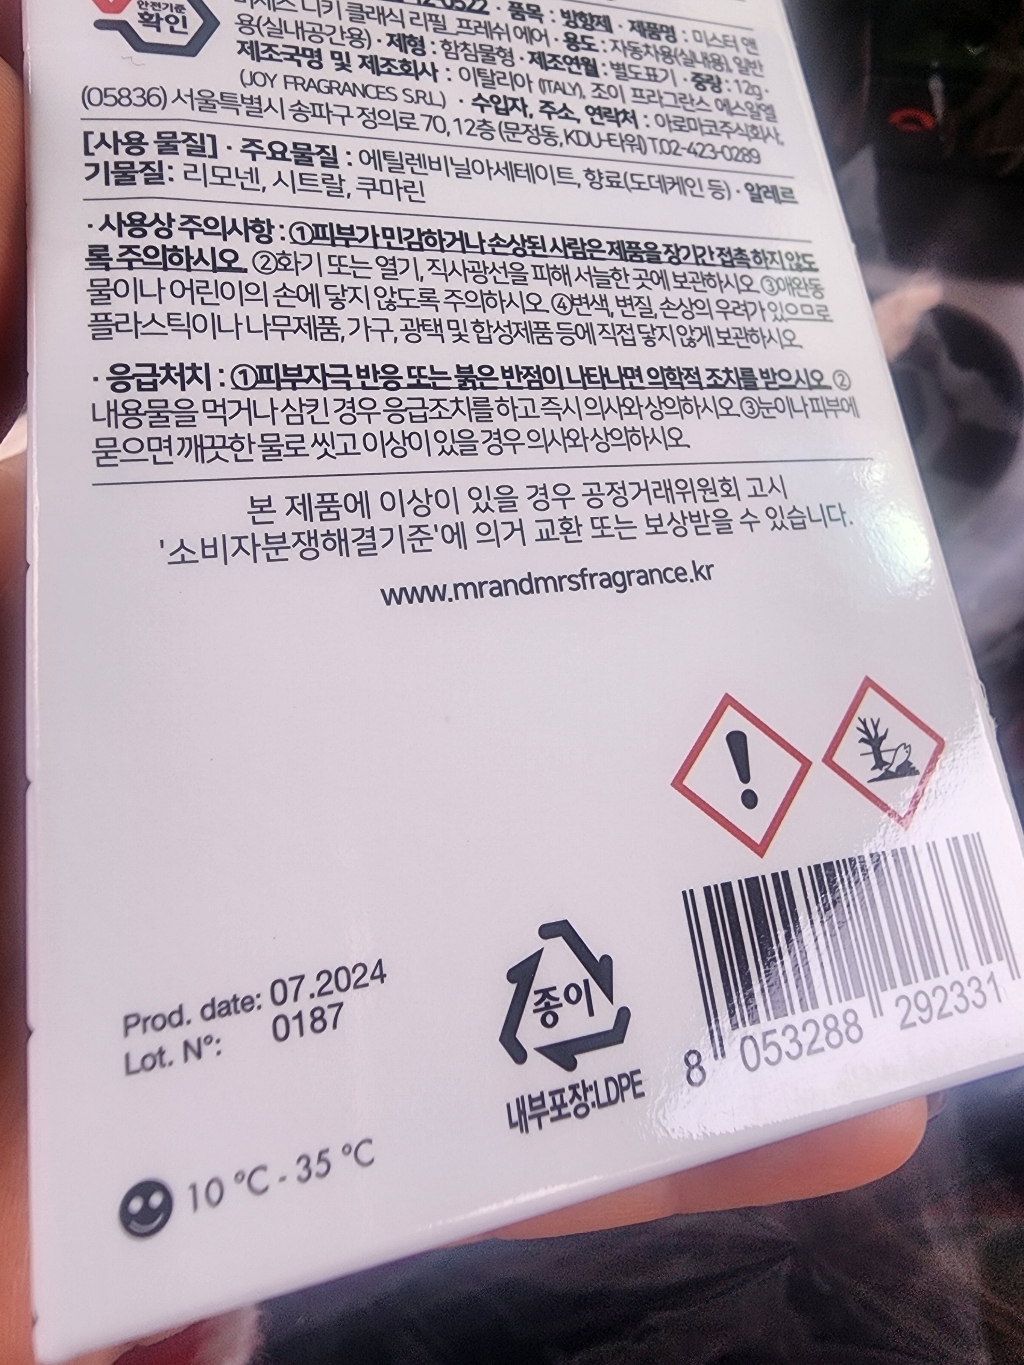 안전기준
확인
품목 : 방향제 · 제품명 : 미스터 앤
니키 클래식 리필_프레쉬 에어 · 용도 : 자동차용(실내용), 일반
용(실내공간용) · 제형 : 함침물형 · 제조연월 : 별도표기 · 중량 : 12g ·
제조국명 및 제조회사 : 이탈리아 (ITALY), 조이 프라그란스 에스알엘
(JOY FRAGRANCES S.R.L) · 수입자, 주소, 연락처 : 아로마코주식회사,
(05836) 서울특별시 송파구 정의로 70, 12층 (문정동, KDU타워) T.02-423-0289
[사용 물질] · 주요물질 : 에틸렌비닐아세테이트, 향료(도데케인 등) · 알레르
기물질 : 리모넨, 시트랄, 쿠마린
· 사용상 주의사항 : ①피부가 민감하거나 손상된 사람은 제품을 장기간 접촉하지 않도
록 주의하시오. ②화기 또는 열기, 직사광선을 피해 서늘한 곳에 보관하시오. ③애완동
물이나 어린이의 손에 닿지 않도록 주의하시오. ④변색, 변질, 손상의 우려가 있으므로
플라스틱이나 나무제품, 가구, 광택 및 합성제품 등에 직접 닿지 않게 보관하시오.
· 응급처치 : ①피부자극 반응 또는 붉은 반점이 나타나면 의학적 조치를 받으시오. ②
내용물을 먹거나 삼킨 경우 응급조치를 하고 즉시 의사와 상의하시오. ③눈이나 피부에
묻으면 깨끗한 물로 씻고 이상이 있을 경우 의사와 상의하시오.
본 제품에 이상이 있을 경우 공정거래위원회 고시
'소비자분쟁해결기준'에 의거 교환 또는 보상받을 수 있습니다.
www.mrandmrsfragrance.kr
Prod. date: 07.2024
Lot. N°: 0187
종이
내부포장:LDPE
8 053288 292331
10 °C - 35 °C